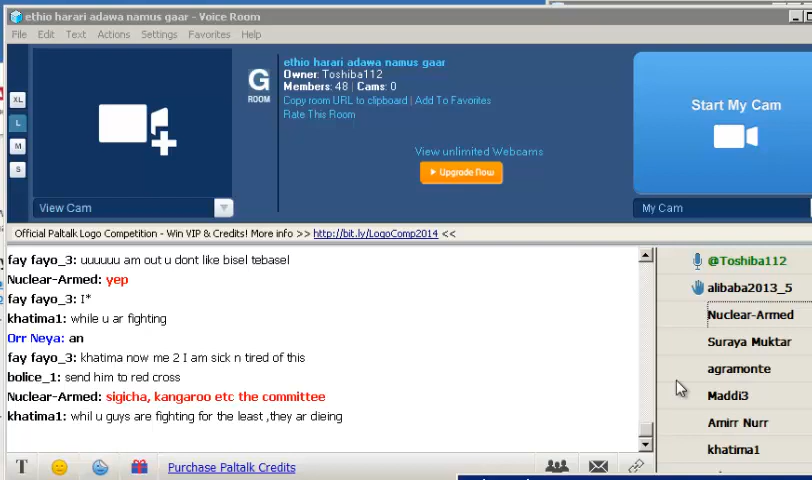 ethio harari adawa namus gaar - Voice Room
File Edit Text Actions Settings Favorites Help
XL
L
M
S
View Cam
G
ROOM
ethio harari adawa namus gaar
Owner: Toshiba112
Members: 48 | Cams: 0
Copy room URL to clipboard | Add To Favorites
Rate This Room
View unlimited Webcams
Upgrade Now
Start My Cam
My Cam
Official Paltalk Logo Competition - Win VIP & Credits! More info >> http://bit.ly/LogoComp2014 <<
fay fayo_3: uuuuuu am out u dont like bisel tebasel
Nuclear-Armed: yep
fay fayo_3: I*
khatima1: while u ar fighting
Orr Neya: an
fay fayo_3: khatima now me 2 I am sick n tired of this
bolice_1: send him to red cross
Nuclear-Armed: sigicha, kangaroo etc the committee
khatima1: whil u guys are fighting for the least ,they ar dieing
@Toshiba112
alibaba2013_5
Nuclear-Armed
Suraya Muktar
agramonte
Maddi3
Amirr Nurr
khatima1
T
Purchase Paltalk Credits